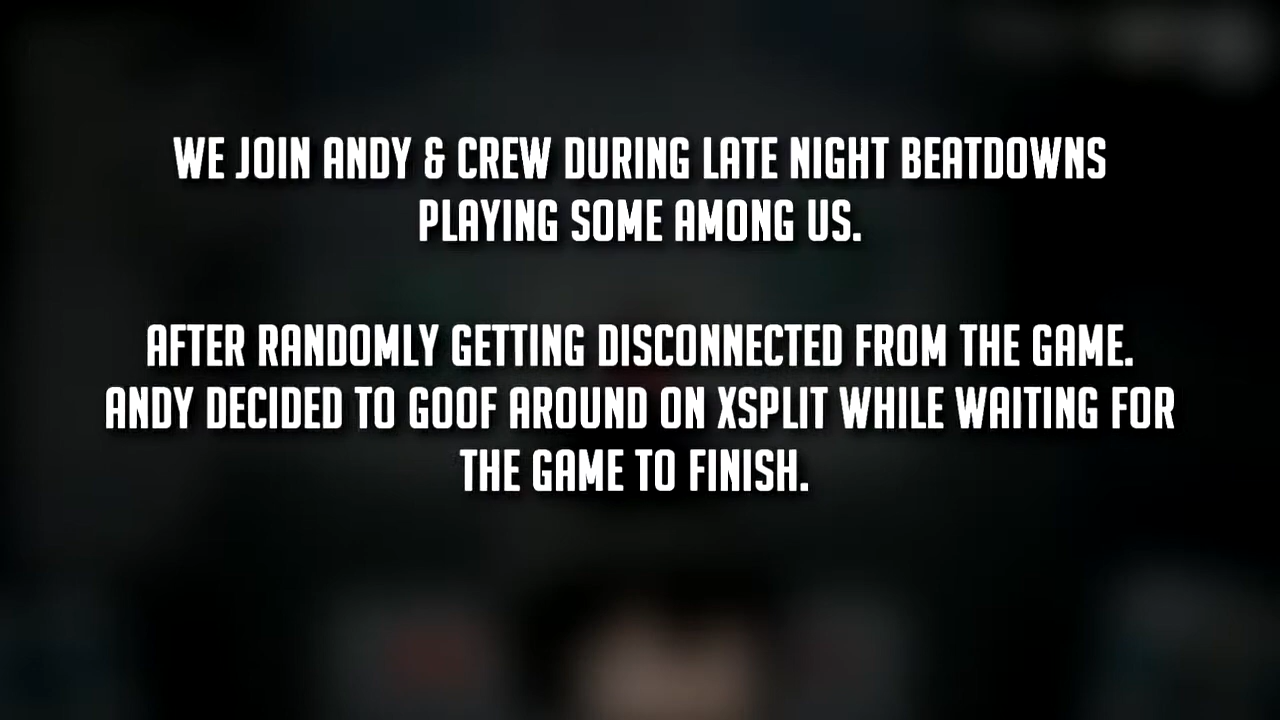 WE JOIN ANDY & CREW DURING LATE NIGHT BEATDOWNS
PLAYING SOME AMONG US.
AFTER RANDOMLY GETTING DISCONNECTED FROM THE GAME.
ANDY DECIDED TO GOOF AROUND ON XSPLIT WHILE WAITING FOR
THE GAME TO FINISH.